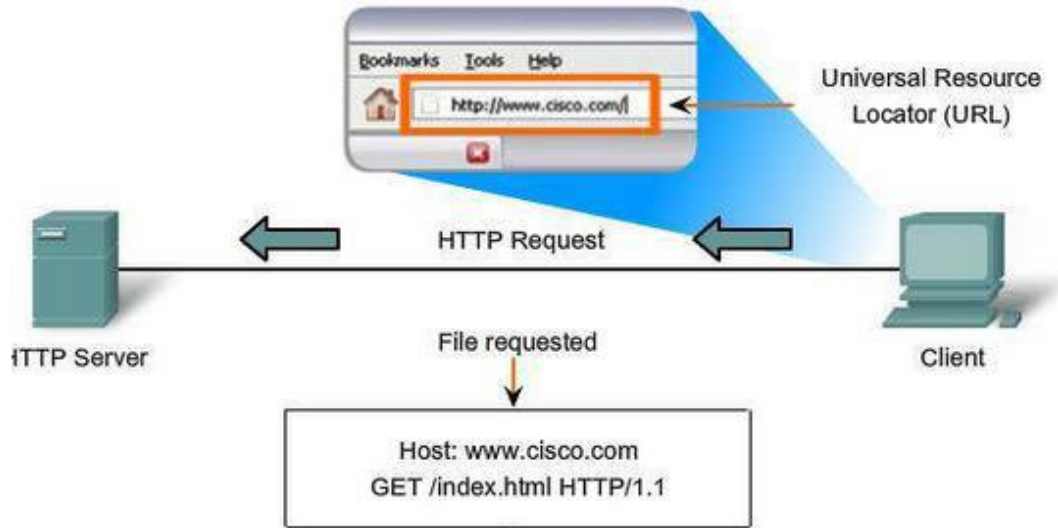 Bookmarks Tools Help
http://www.cisco.com/
Universal Resource
Locator (URL)
HTTP Request
HTTP Server
File requested
Client
Host: www.cisco.com
GET /index.html HTTP/1.1